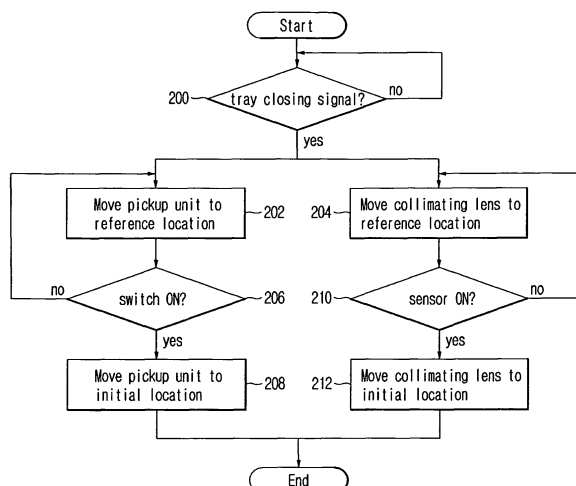 Start
tray closing signal?
200
no
yes
Move pickup unit to
reference location
202
204
Move collimating lens to
reference location
no
switch ON?
206
210
sensor ON?
no
yes
yes
Move pickup unit to
initial location
208
212
Move collimating lens to
initial location
End